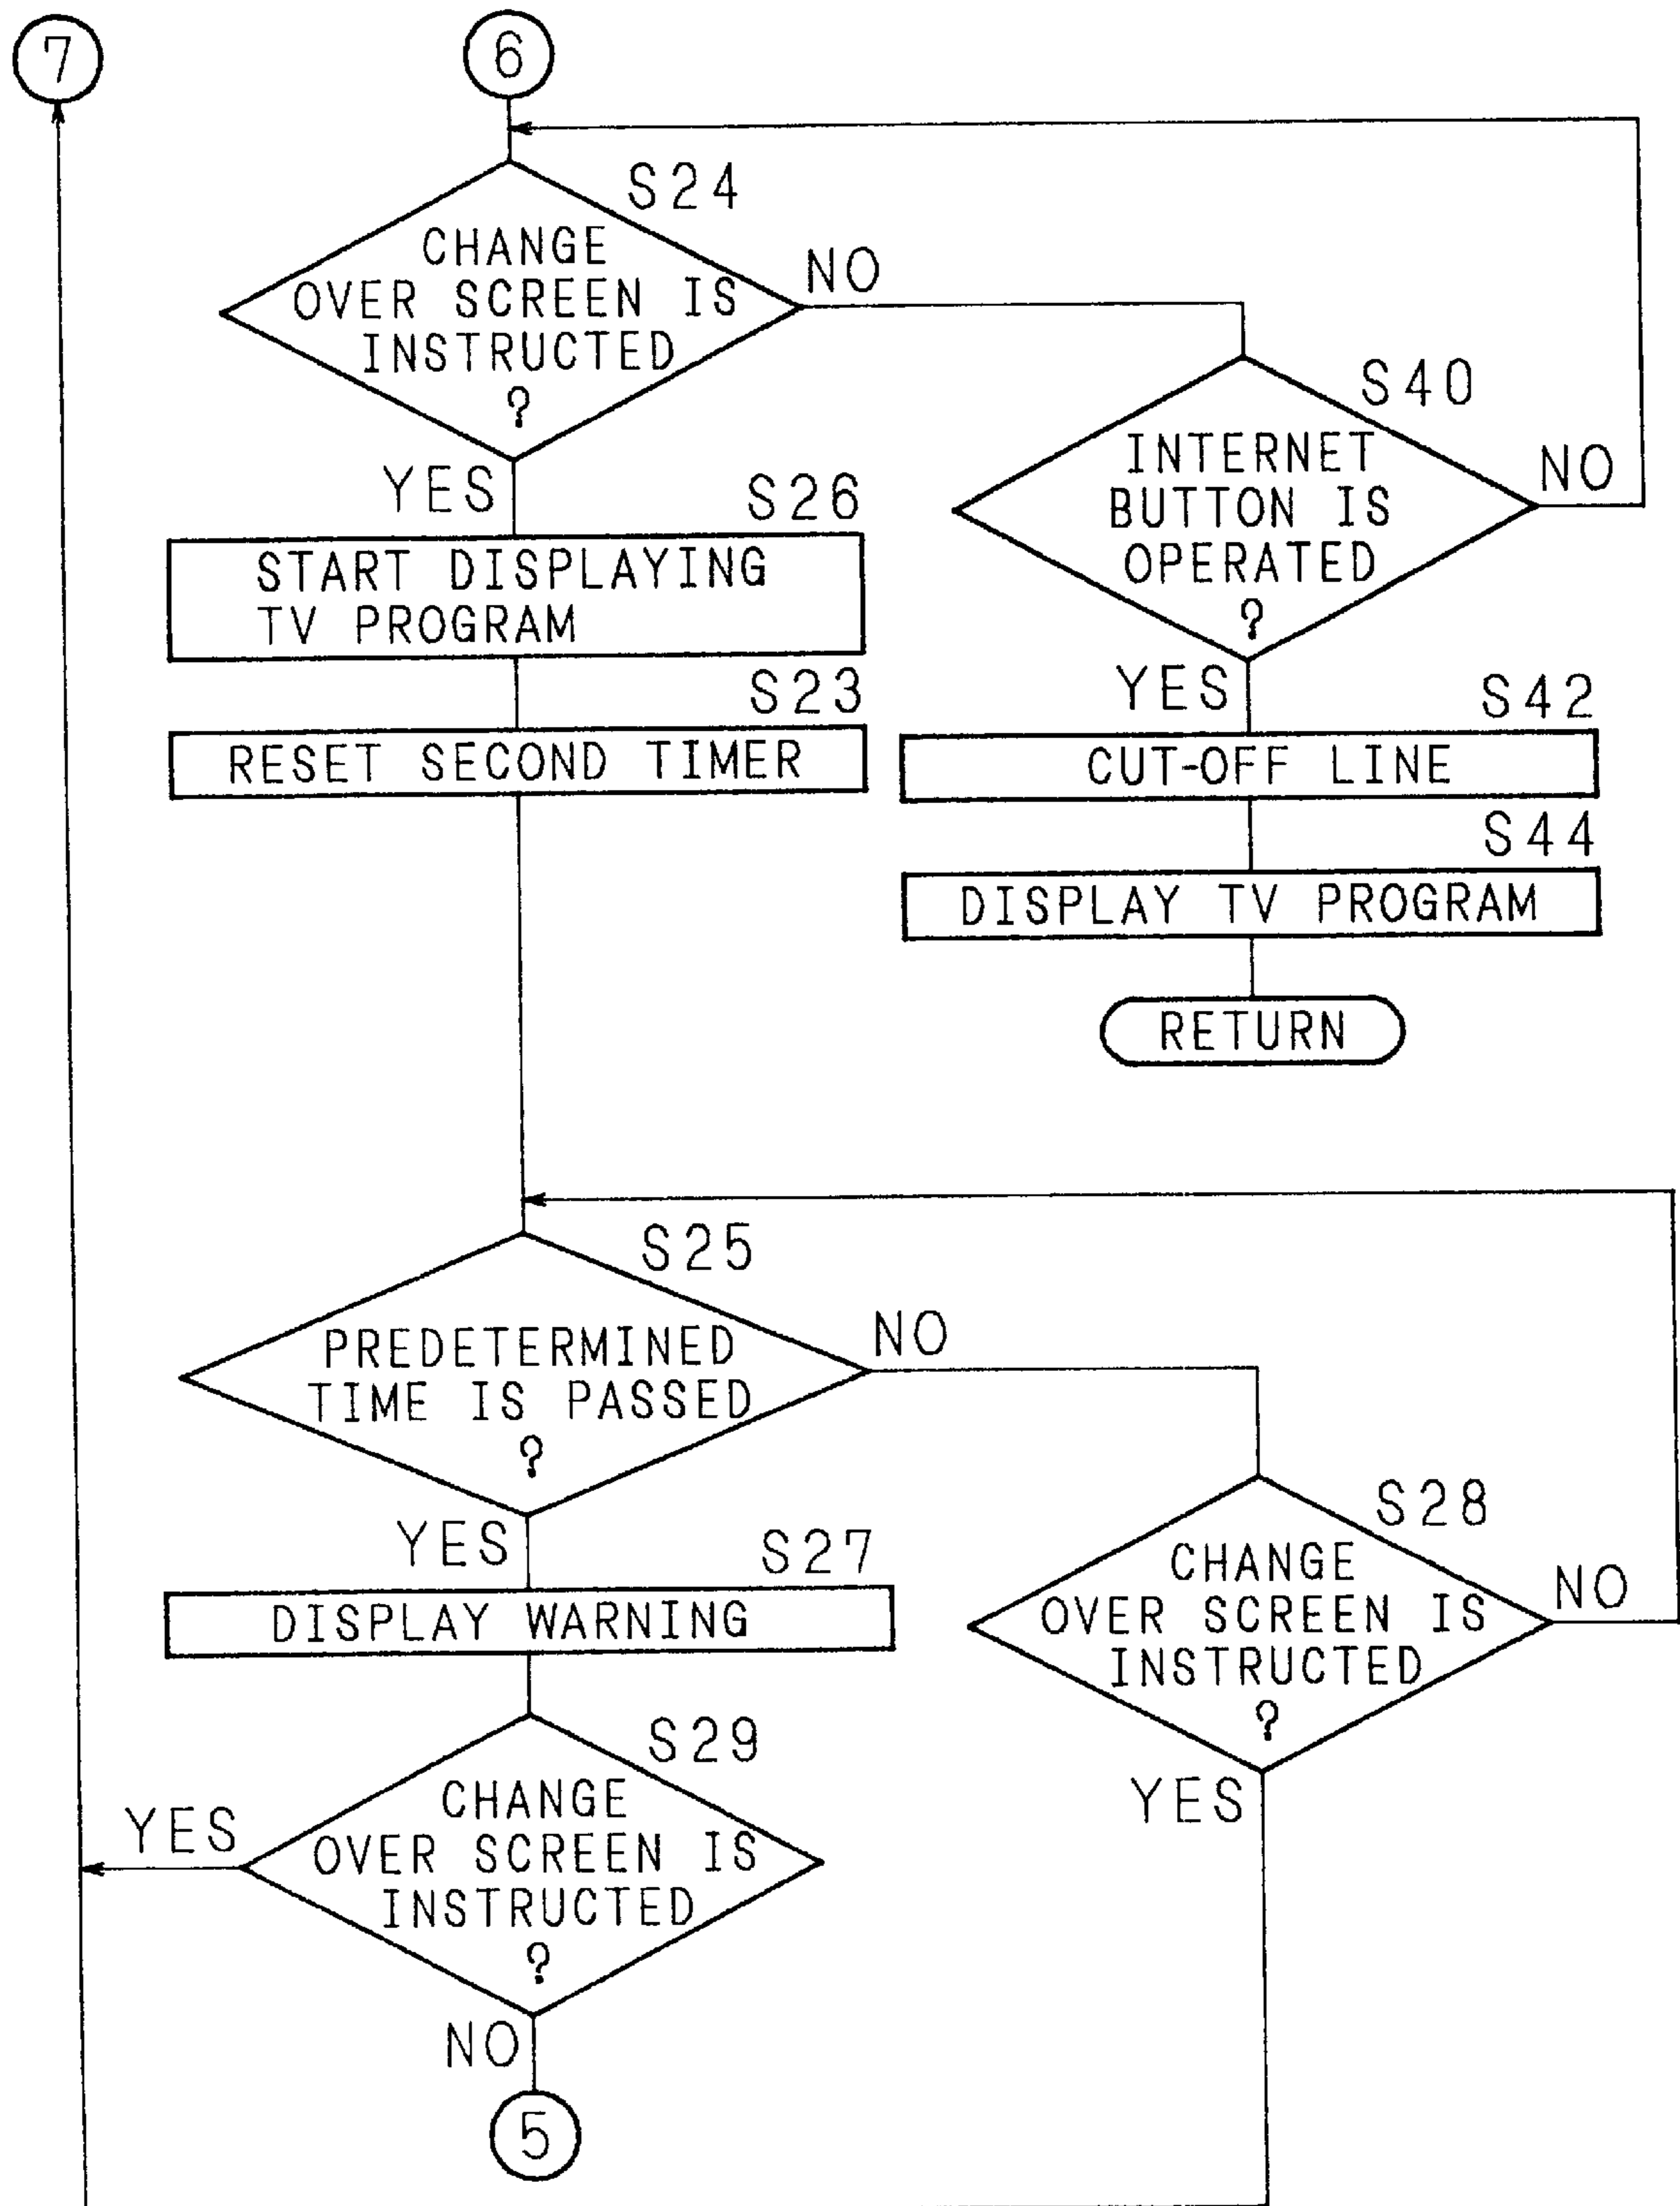 7
6
S24
CHANGE
OVER SCREEN IS
INSTRUCTED
?
NO
YES
S40
INTERNET
BUTTON IS
OPERATED
?
NO
YES
S26
START DISPLAYING
TV PROGRAM
S23
RESET SECOND TIMER
S42
CUT-OFF LINE
S44
DISPLAY TV PROGRAM
RETURN
S25
PREDETERMINED
TIME IS PASSED
?
NO
YES
S28
CHANGE
OVER SCREEN IS
INSTRUCTED
?
NO
YES
S27
DISPLAY WARNING
S29
CHANGE
OVER SCREEN IS
INSTRUCTED
?
YES
NO
5